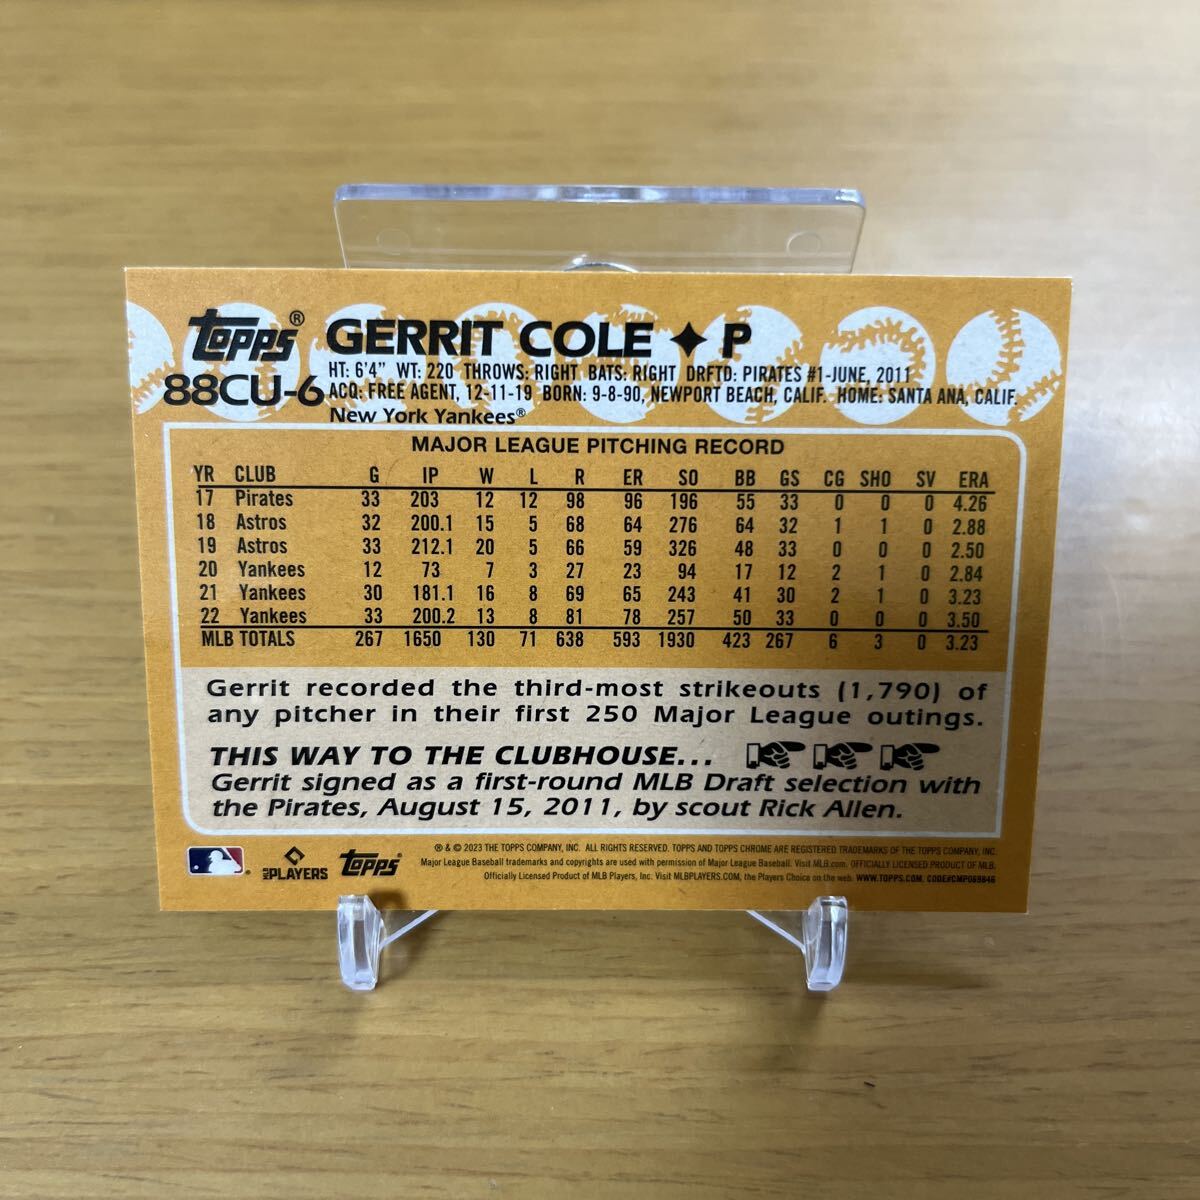 Topps®
88CU-6
GERRIT COLE ✦ P
HT: 6'4" WT: 220 THROWS: RIGHT BATS: RIGHT DRFTD: PIRATES #1-JUNE, 2011
ACQ: FREE AGENT, 12-11-19 BORN: 9-8-90, NEWPORT BEACH, CALIF. HOME: SANTA ANA, CALIF.
New York Yankees®
MAJOR LEAGUE PITCHING RECORD
YR CLUB G IP W L R ER SO BB GS CG SHO SV ERA
17 Pirates 33 203 12 12 98 96 196 55 33 0 0 0 4.26
18 Astros 32 200.1 15 5 68 64 276 64 32 1 1 0 2.88
19 Astros 33 212.1 20 5 66 59 326 48 33 0 0 0 2.50
20 Yankees 12 73 7 3 27 23 94 17 12 2 1 0 2.84
21 Yankees 30 181.1 16 8 69 65 243 41 30 2 1 0 3.23
22 Yankees 33 200.2 13 8 81 78 257 50 33 0 0 0 3.50
MLB TOTALS 267 1650 130 71 638 593 1930 423 267 6 3 0 3.23
Gerrit recorded the third-most strikeouts (1,790) of
any pitcher in their first 250 Major League outings.
THIS WAY TO THE CLUBHOUSE...
Gerrit signed as a first-round MLB Draft selection with
the Pirates, August 15, 2011, by scout Rick Allen.
MLB PLAYERS
Topps®
® & © 2023 THE TOPPS COMPANY, INC. ALL RIGHTS RESERVED. TOPPS AND TOPPS CHROME ARE REGISTERED TRADEMARKS OF THE TOPPS COMPANY, INC.
Major League Baseball trademarks and copyrights are used with permission of Major League Baseball. Visit MLB.com. OFFICIALLY LICENSED PRODUCT OF MLB.
Officially Licensed Product of MLB Players, Inc. Visit MLBPLAYERS.COM, the Players Choice on the web. WWW.TOPPS.COM. CODE#CMP069846